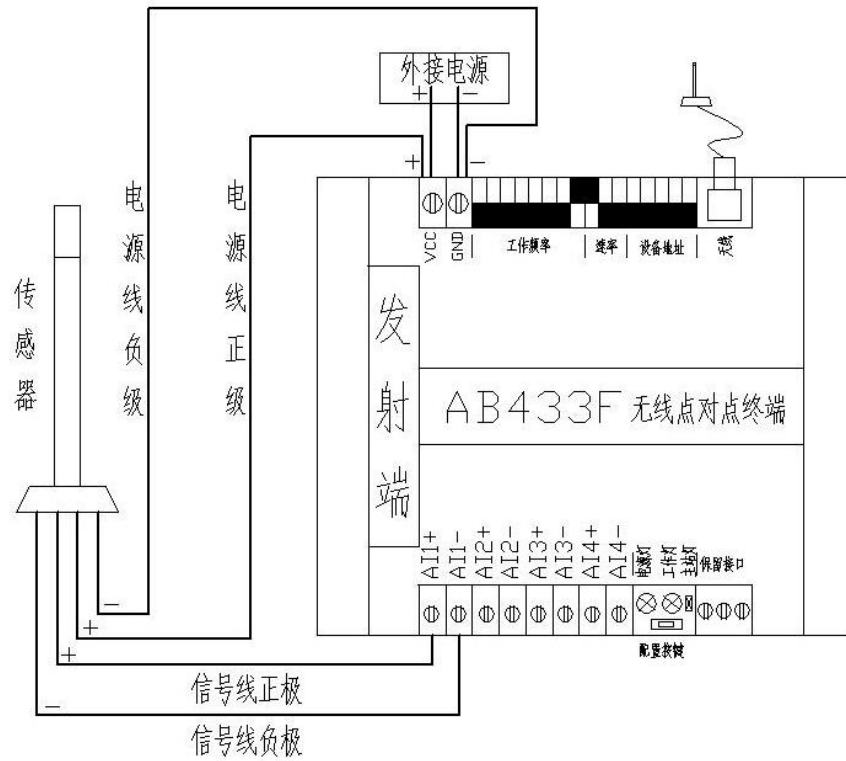 外接电源
+
−
+
−
VCC
GND
工作频率
速率
设备地址
天线
传感器
电源线负级
电源线正级
发射端
AB433F 无线点对点终端
AI1+
AI1-
AI2+
AI2-
AI3+
AI3-
AI4+
AI4-
电源灯
工作灯
保留接口
配置按键
−
+
+
信号线正极
−
信号线负极